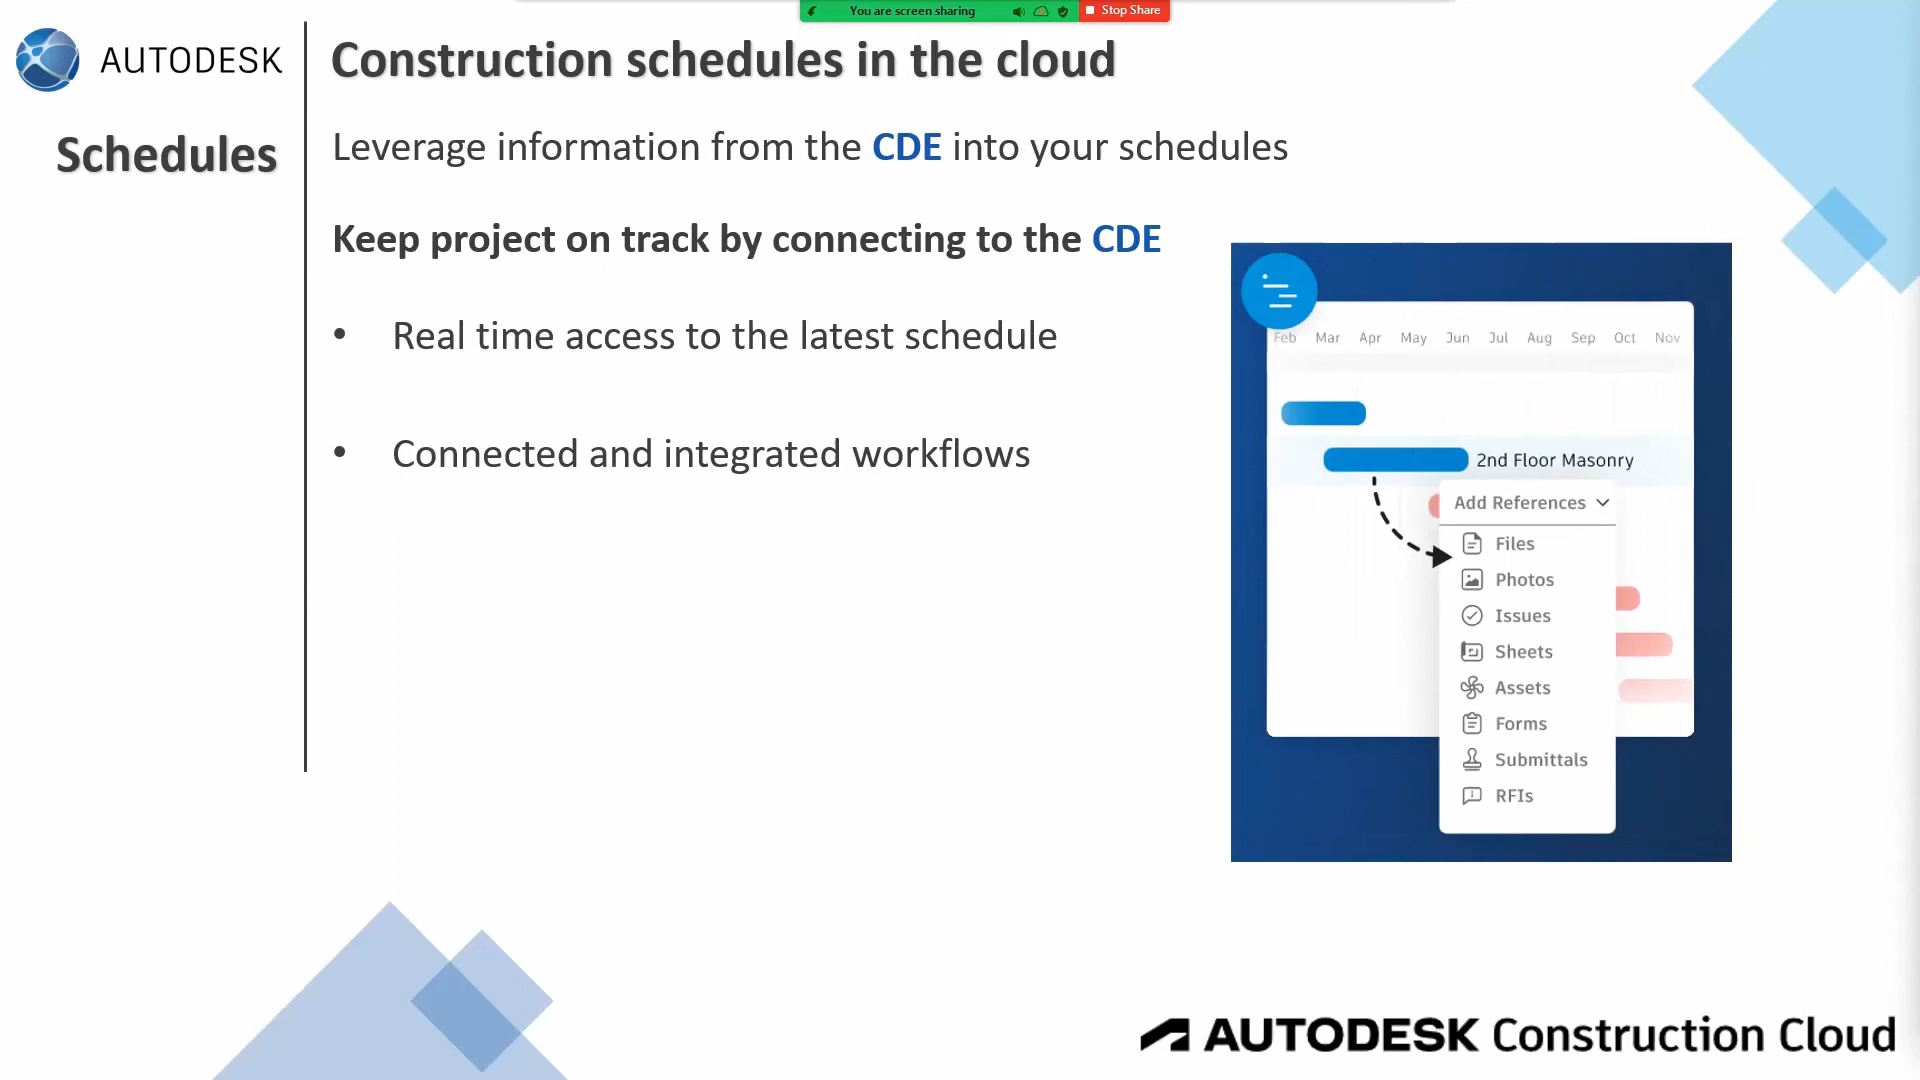 You are screen sharing
Stop Share
AUTODESK
Construction schedules in the cloud
Schedules
Leverage information from the CDE into your schedules
Keep project on track by connecting to the CDE
• Real time access to the latest schedule
• Connected and integrated workflows
Feb Mar Apr May Jun Jul Aug Sep Oct Nov
2nd Floor Masonry
Add References
Files
Photos
Issues
Sheets
Assets
Forms
Submittals
RFIs
AUTODESK Construction Cloud